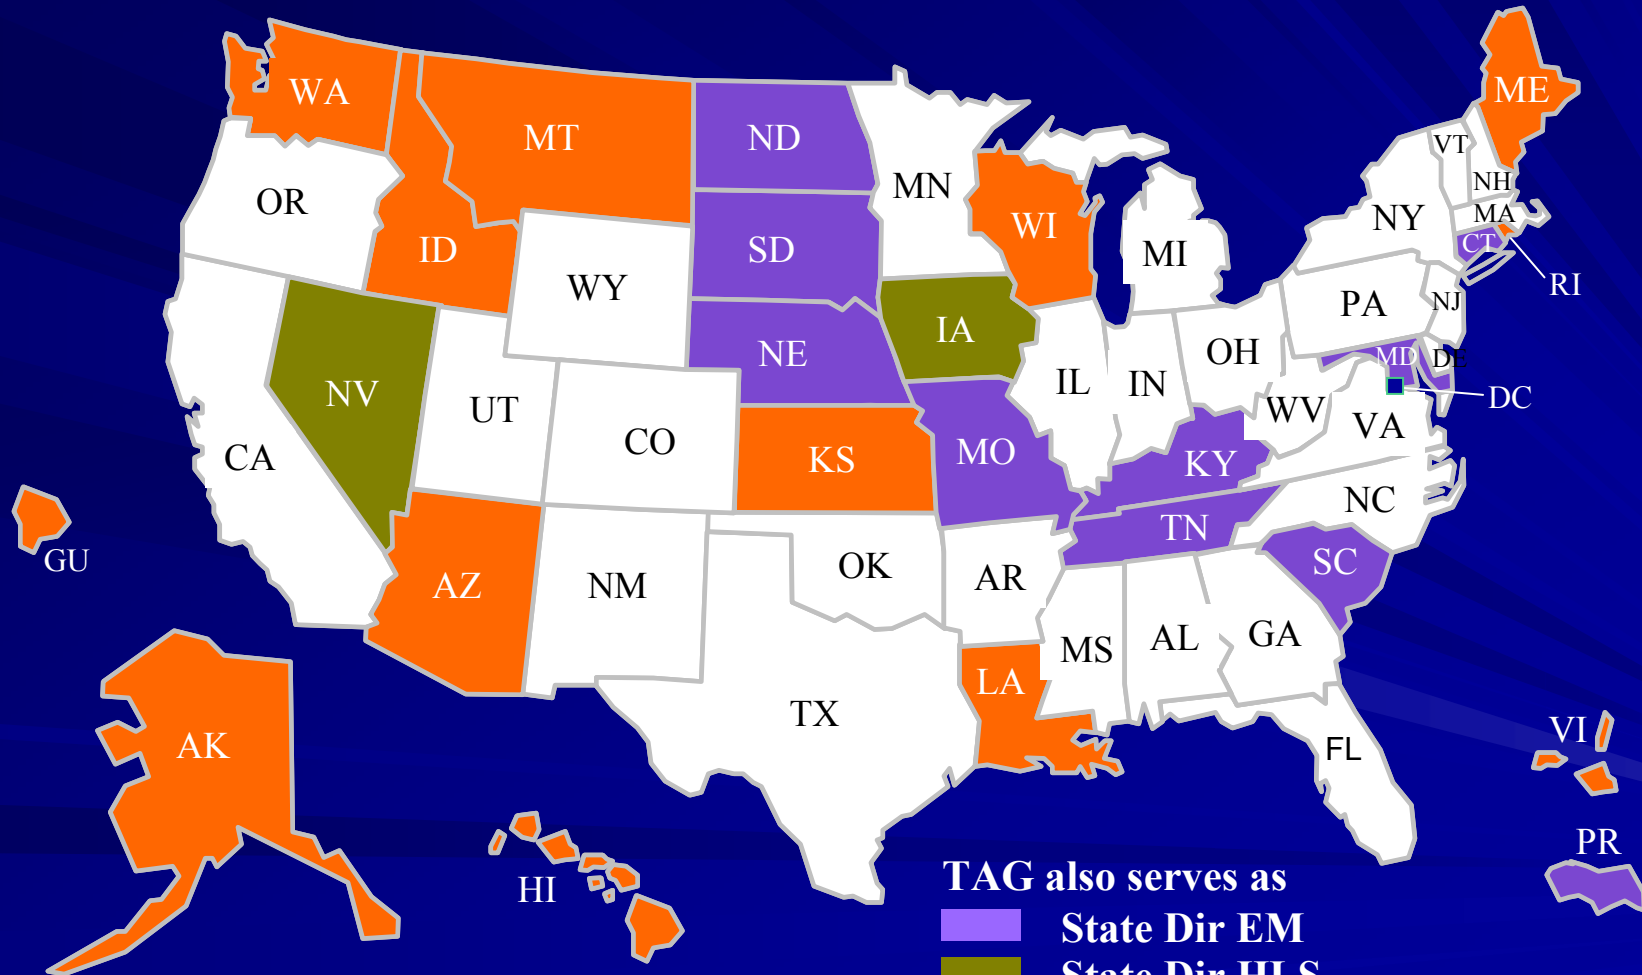 WA
MT
ND
MN
ME
VT
NH
OR
ID
SD
WI
MI
NY
MA
CT
RI
WY
IA
PA
NJ
NV
UT
NE
IL
IN
OH
MD
DE
DC
CA
CO
KS
MO
KY
WV
VA
NC
GU
AZ
NM
OK
AR
TN
SC
MS
AL
GA
LA
TX
FL
VI
AK
HI
PR
TAG also serves as
State Dir EM
State Dir HLS